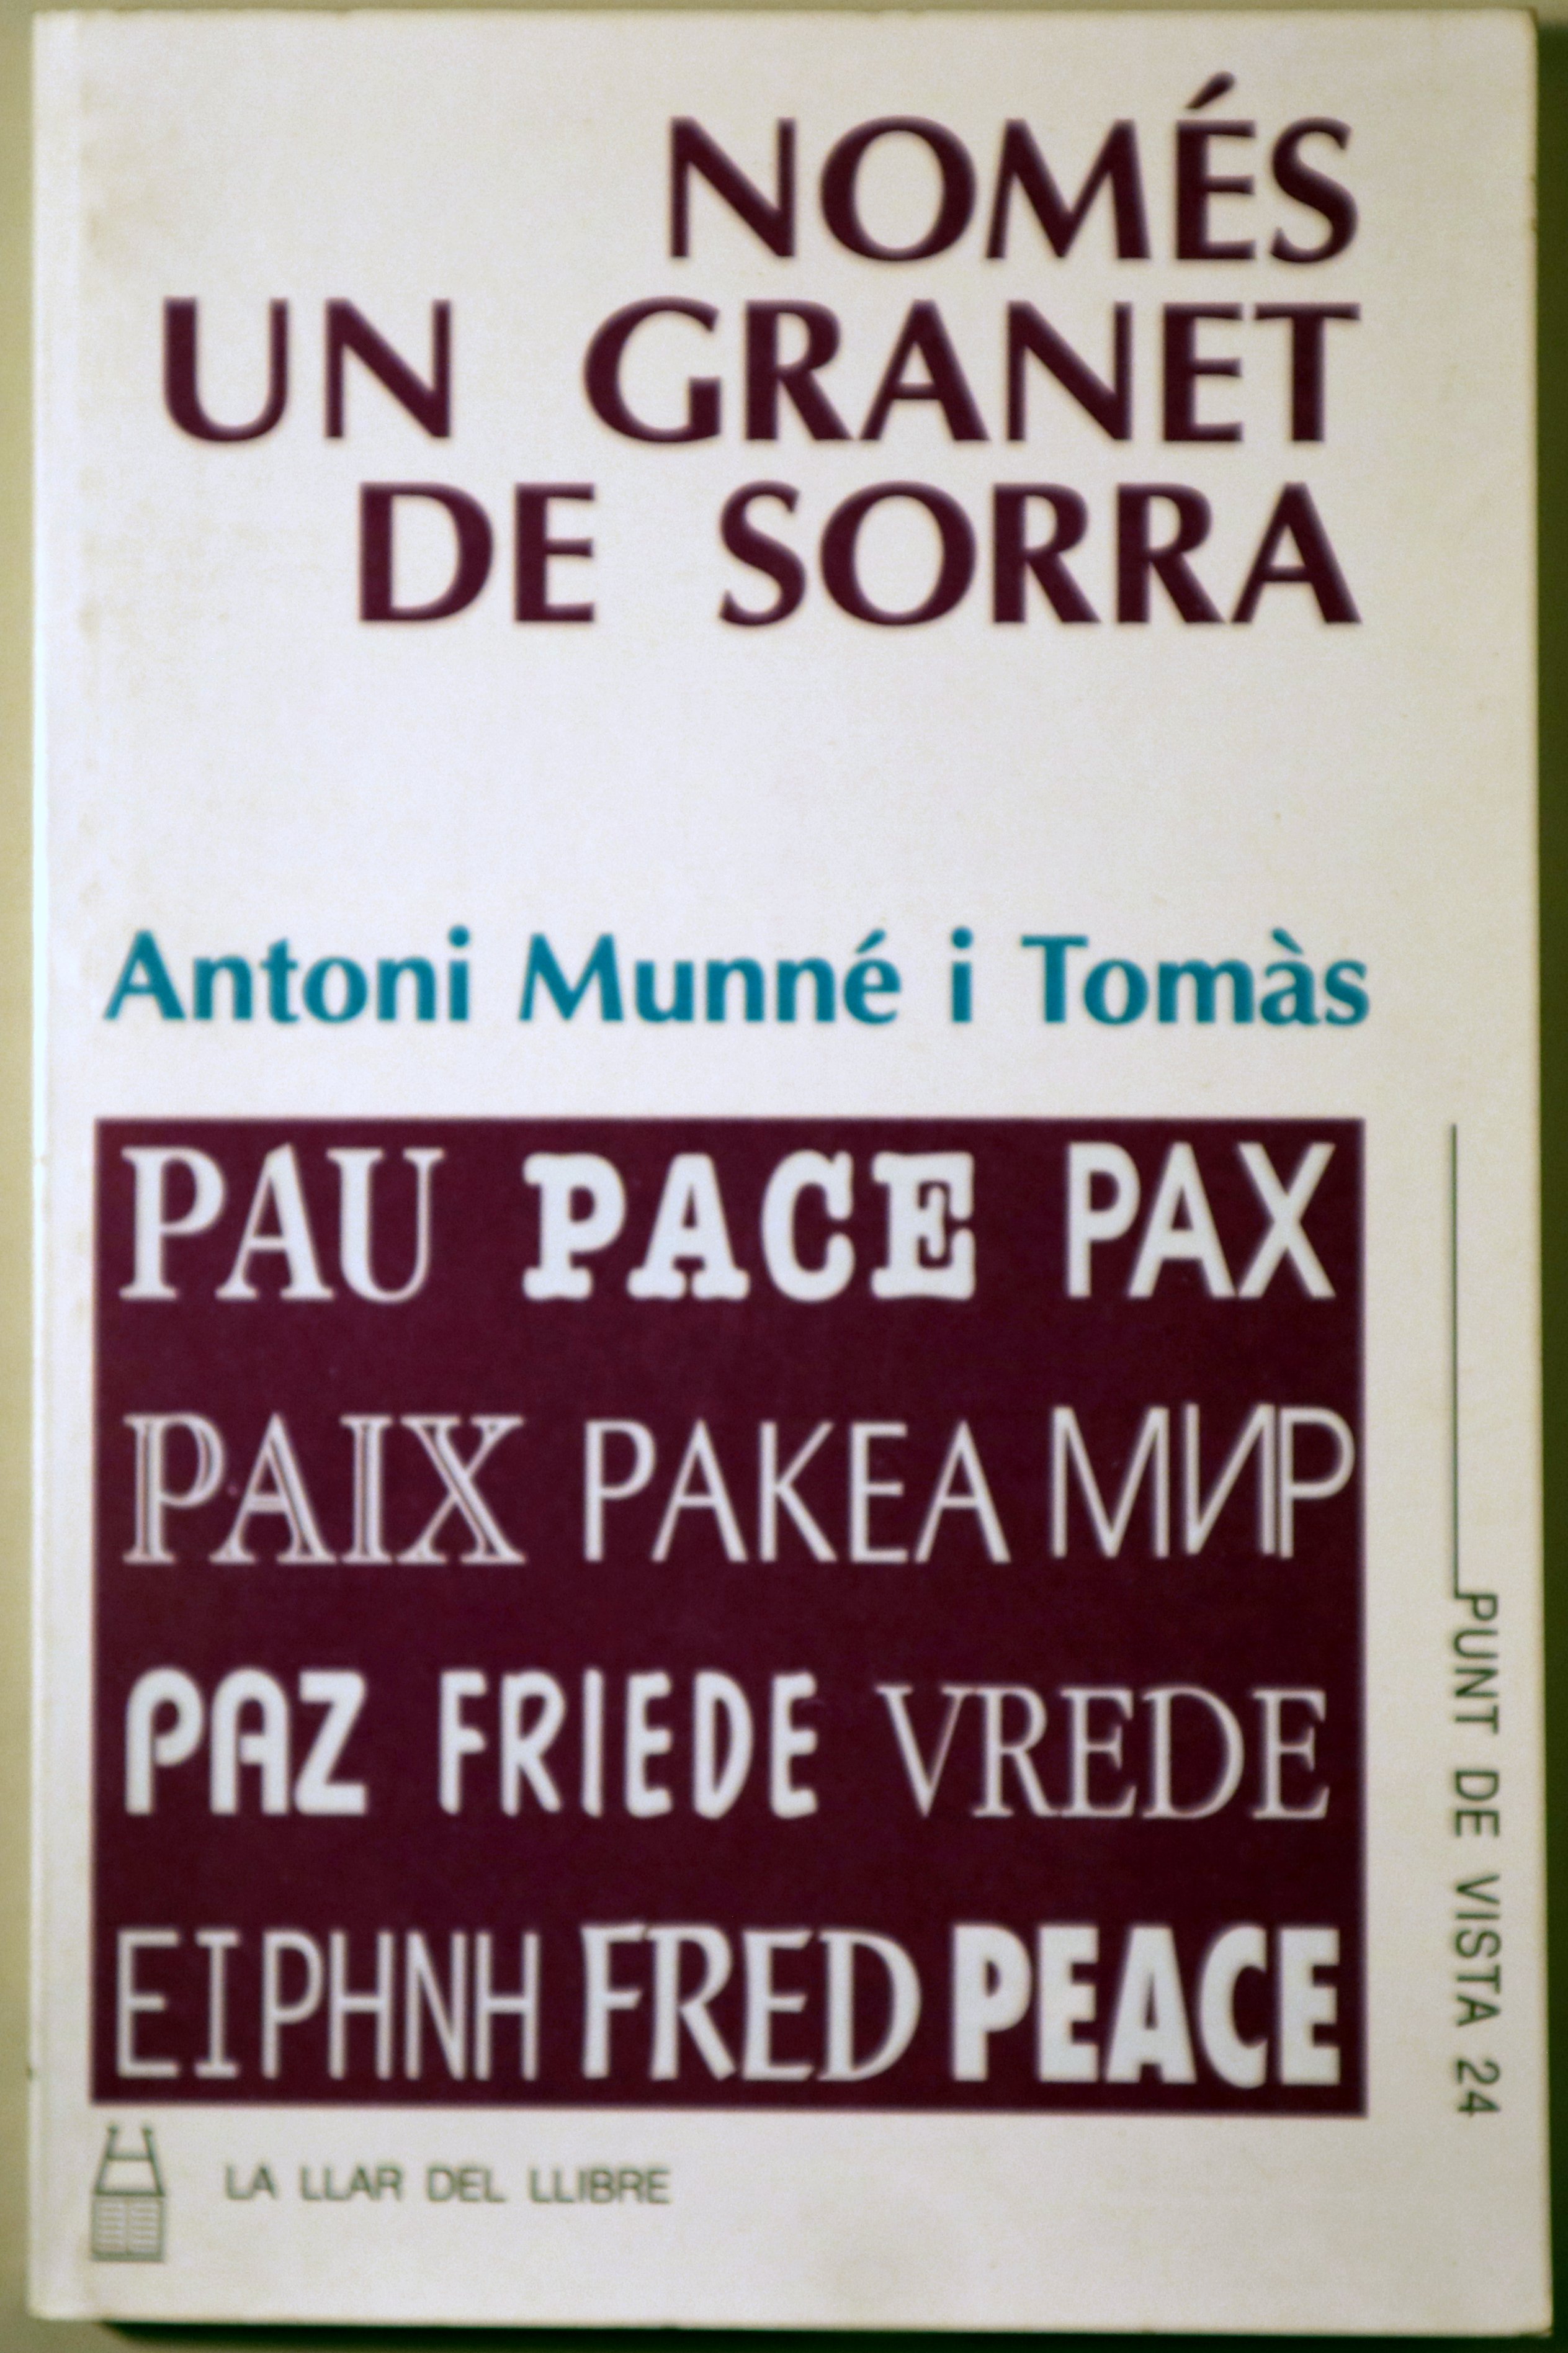 NOMÉS
UN GRANET
DE SORRA
Antoni Munné i Tomàs
PAU PACE PAX
PAIX PAKEA МИР
PAZ FRIEDE VREDE
ΕΙΡΗΝΗ FRED PEACE
PUNT DE VISTA 24
LA LLAR DEL LLIBRE